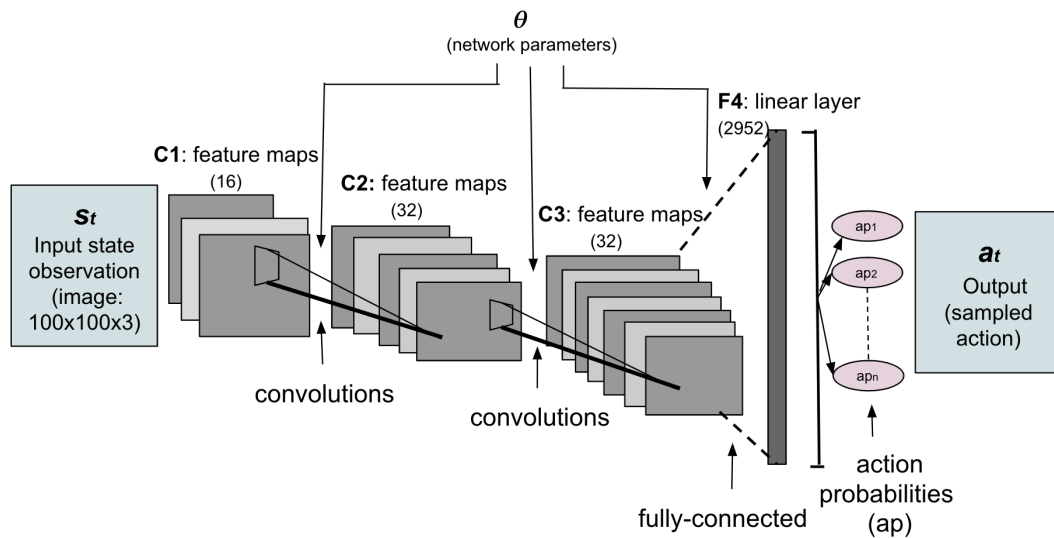 θ
(network parameters)
F4: linear layer
(2952)
C1: feature maps
(16)
C2: feature maps
(32)
C3: feature maps
(32)
st
Input state
observation
(image:
100x100x3)
ap1
ap2
apn
at
Output
(sampled
action)
convolutions
convolutions
fully-connected
action
probabilities
(ap)